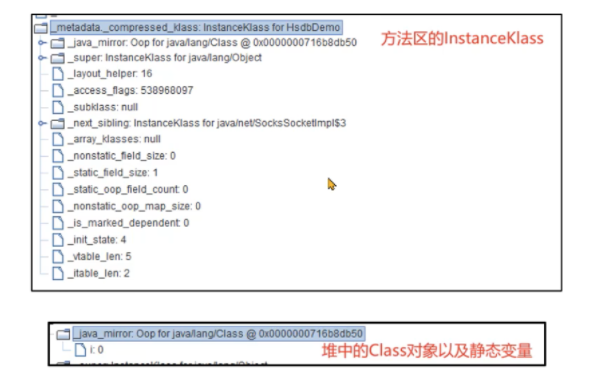 _metadata._compressed_klass: InstanceKlass for HsdbDemo
方法区的InstanceKlass
_java_mirror: Oop for java/lang/Class @ 0x0000000716b8db50
_super: InstanceKlass for java/lang/Object
_layout_helper: 16
_access_flags: 538968097
_subklass: null
_next_sibling: InstanceKlass for java/net/SocksSocketImpl$3
_array_klasses: null
_nonstatic_field_size: 0
_static_field_size: 1
_static_oop_field_count: 0
_nonstatic_oop_map_size: 0
_is_marked_dependent: 0
_init_state: 4
_vtable_len: 5
_itable_len: 2
_java_mirror: Oop for java/lang/Class @ 0x0000000716b8db50
i: 0
堆中的Class对象以及静态变量